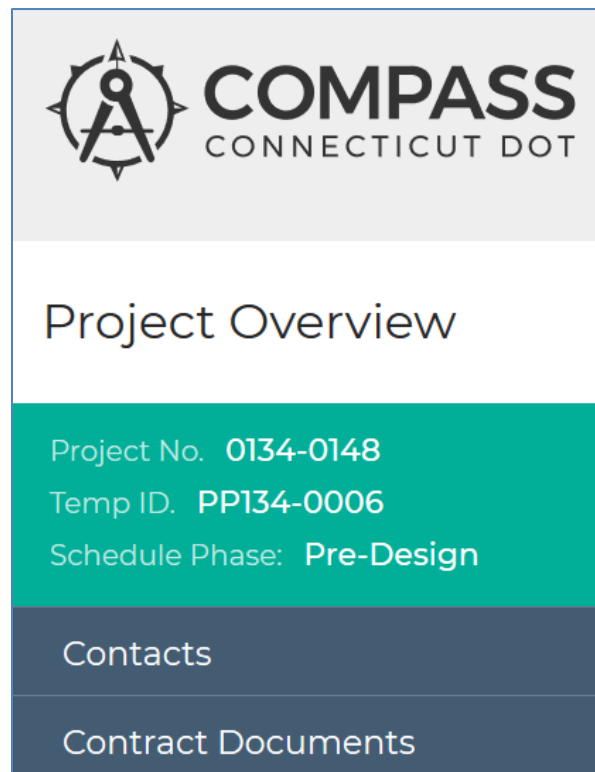 COMPASS
CONNECTICUT DOT
Project Overview
Project No. 0134-0148
Temp ID. PP134-0006
Schedule Phase: Pre-Design
Contacts
Contract Documents